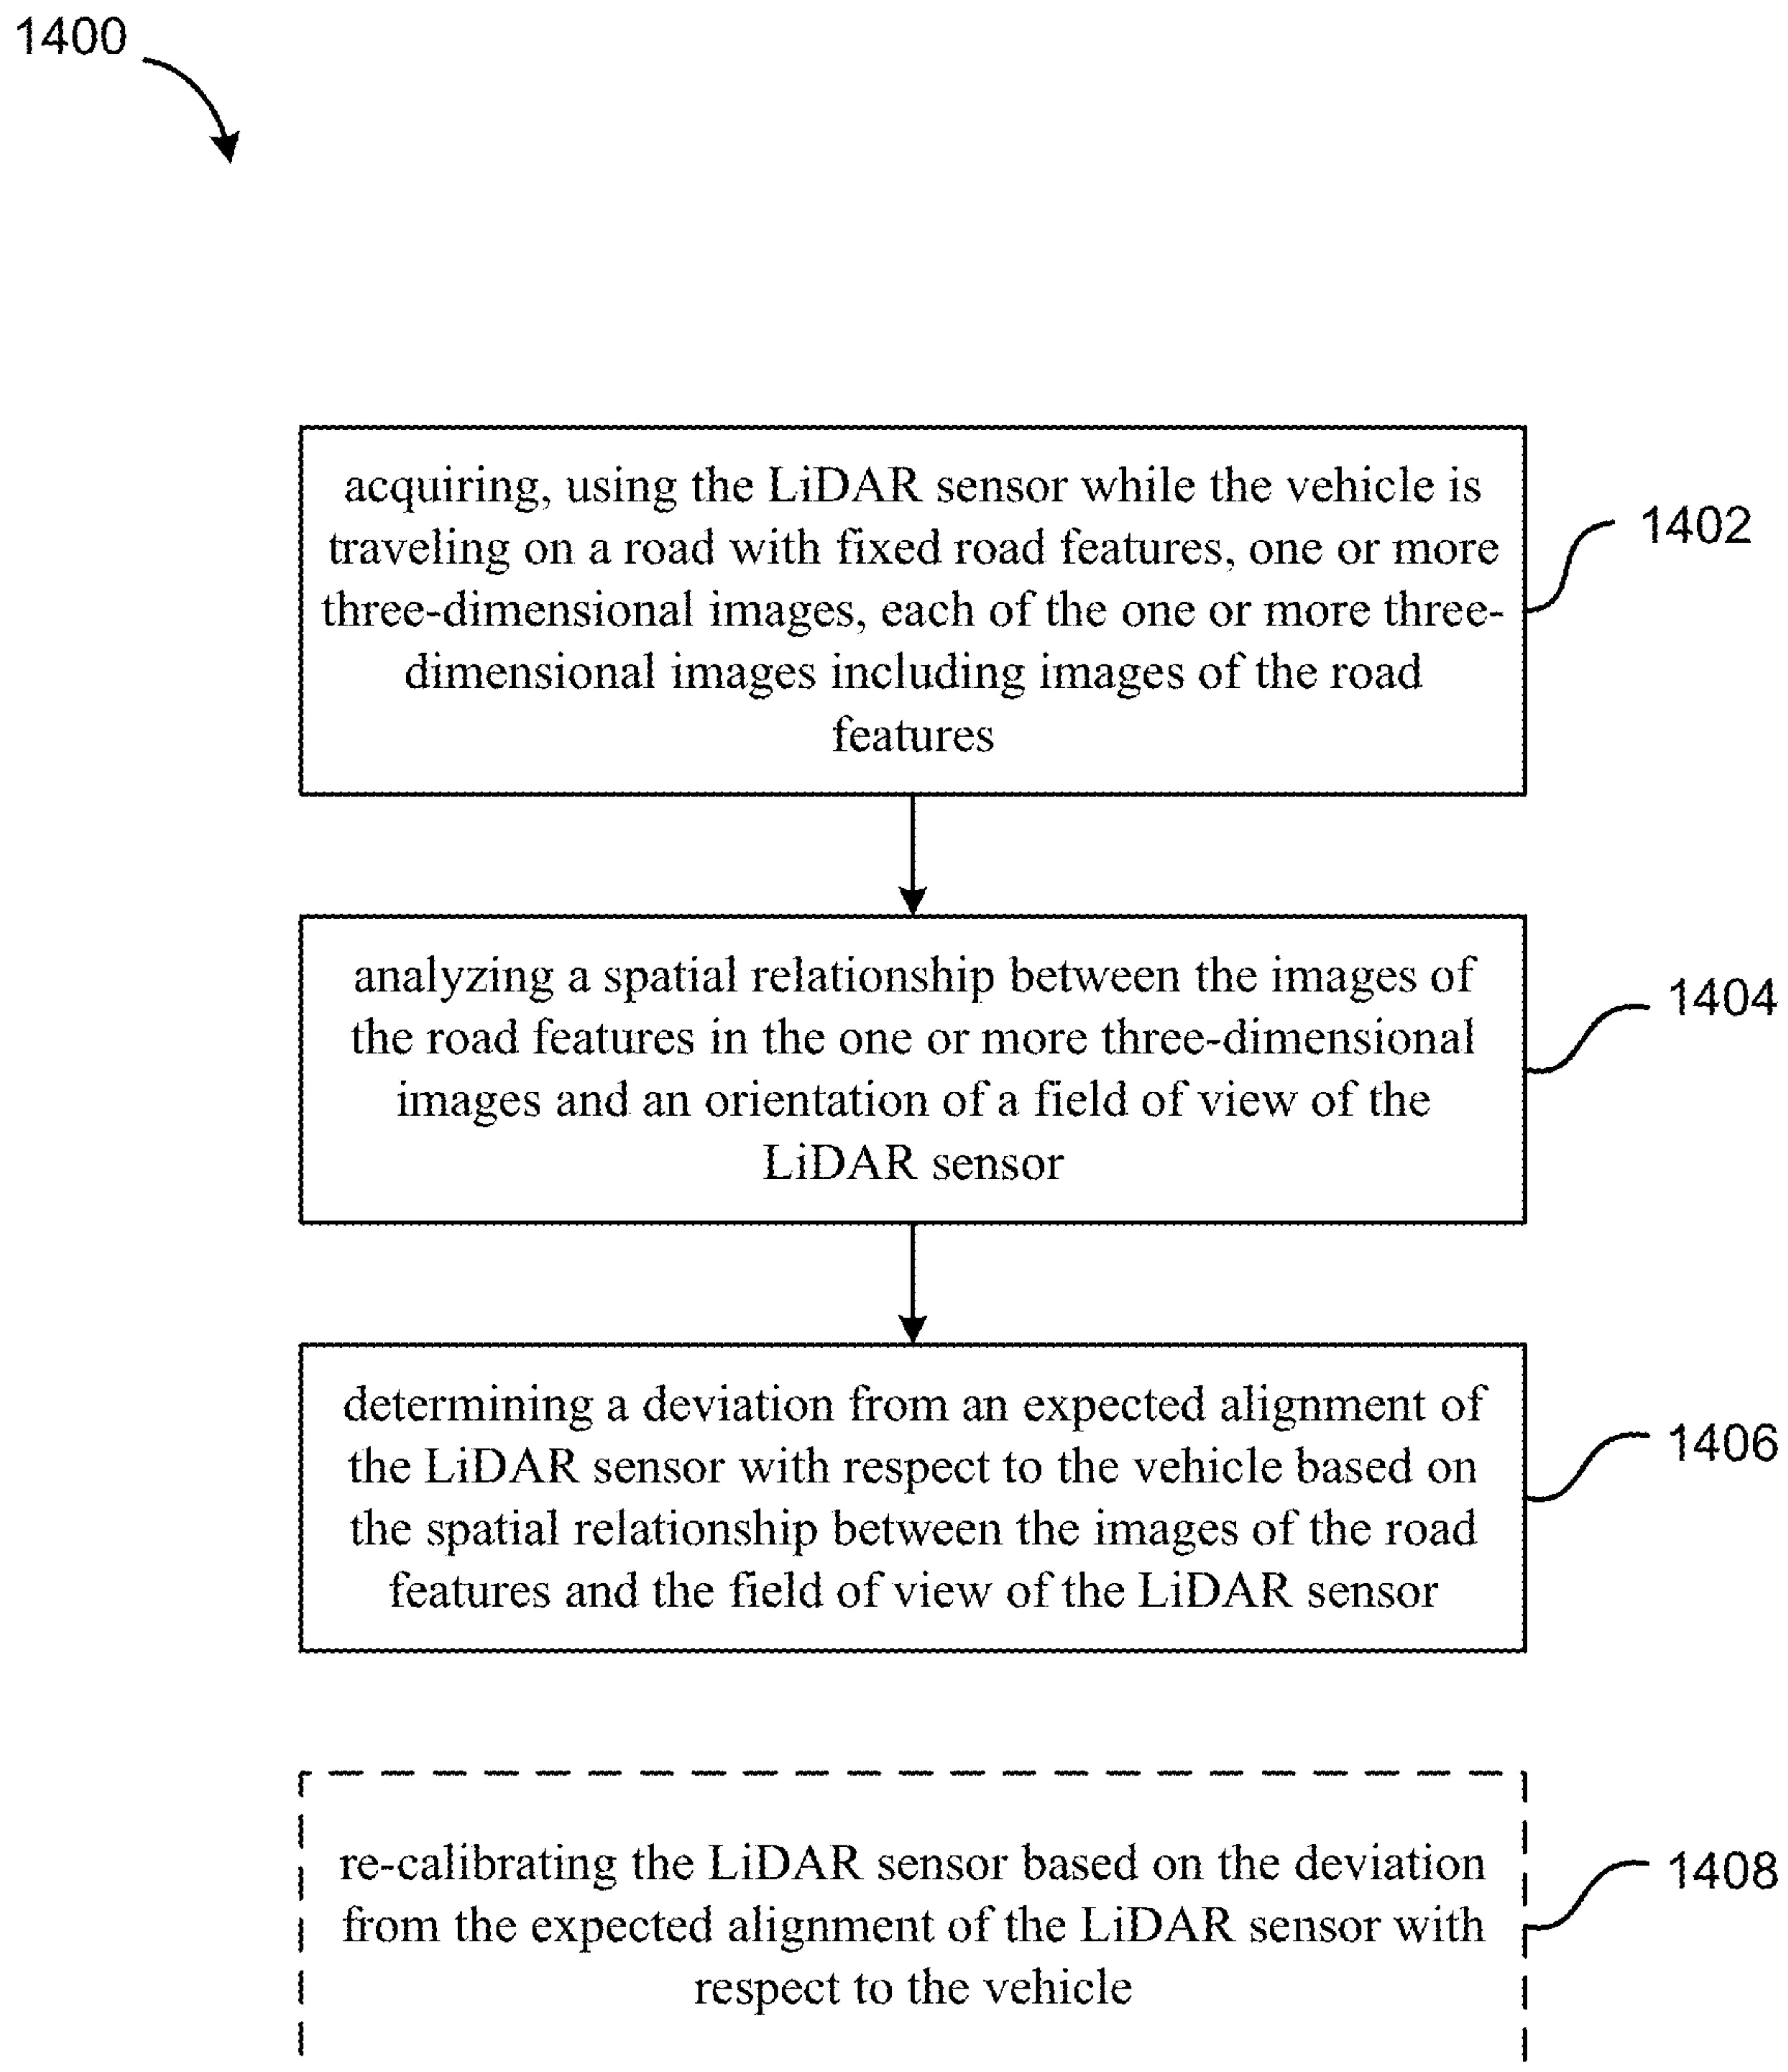 1400
acquiring, using the LiDAR sensor while the vehicle is
traveling on a road with fixed road features, one or more
three-dimensional images, each of the one or more three-
dimensional images including images of the road
features
1402
analyzing a spatial relationship between the images of
the road features in the one or more three-dimensional
images and an orientation of a field of view of the
LiDAR sensor
1404
determining a deviation from an expected alignment of
the LiDAR sensor with respect to the vehicle based on
the spatial relationship between the images of the road
features and the field of view of the LiDAR sensor
1406
re-calibrating the LiDAR sensor based on the deviation
from the expected alignment of the LiDAR sensor with
respect to the vehicle
1408